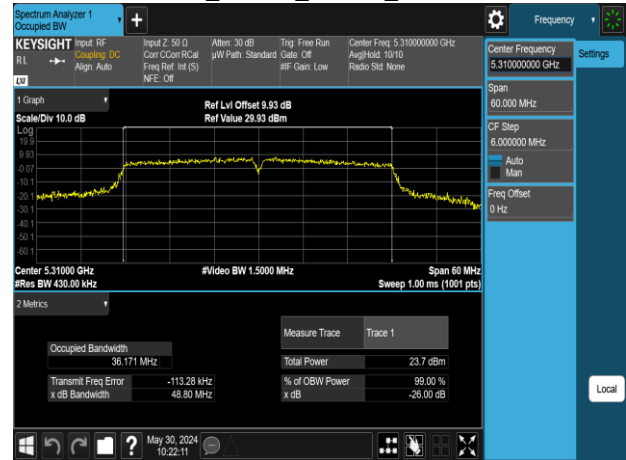 Spectrum Analyzer 1
Occupied BW
+
Frequency
KEYSIGHT
RL
LXI
Input: RF
Coupling: DC
Align: Auto
Input Z: 50 Ω
Corr CCorr RCal
Freq Ref: Int (S)
NFE: Off
Atten: 30 dB
µW Path: Standard
Trig: Free Run
Gate: Off
#IF Gain: Low
Center Freq: 5.310000000 GHz
Avg|Hold: 10/10
Radio Std: None
Center Frequency
5.310000000 GHz
Settings
Span
60.000 MHz
CF Step
6.000000 MHz
Auto
Man
Freq Offset
0 Hz
Local
1 Graph
Scale/Div 10.0 dB
Ref Lvl Offset 9.93 dB
Ref Value 29.93 dBm
Log
19.9
9.93
-0.07
-10.1
-20.1
-30.1
-40.1
-50.1
-60.1
Center 5.31000 GHz
#Res BW 430.00 kHz
#Video BW 1.5000 MHz
Span 60 MHz
Sweep 1.00 ms (1001 pts)
2 Metrics
Measure Trace
Trace 1
Occupied Bandwidth
36.171 MHz
Total Power
23.7 dBm
Transmit Freq Error
-113.28 kHz
% of OBW Power
99.00 %
x dB Bandwidth
48.80 MHz
x dB
-26.00 dB
?
May 30, 2024
10:22:11